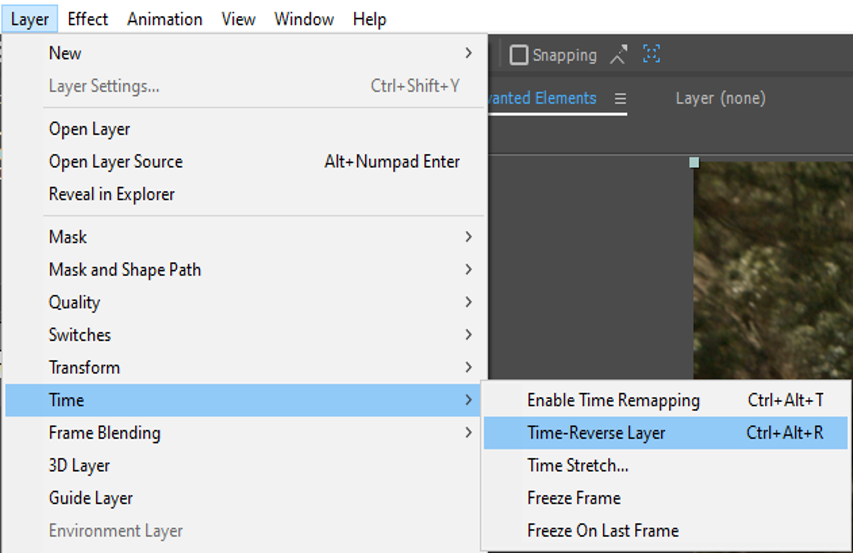 Layer Effect Animation View Window Help
New
Snapping
Layer Settings... Ctrl+Shift+Y
Elements Layer (none)
Open Layer
Open Layer Source Alt+Numpad Enter
Reveal in Explorer
Mask
Mask and Shape Path
Quality
Switches
Transform
Time
Enable Time Remapping Ctrl+Alt+T
Frame Blending
Time-Reverse Layer Ctrl+Alt+R
3D Layer
Time Stretch...
Guide Layer
Freeze Frame
Environment Layer
Freeze On Last Frame